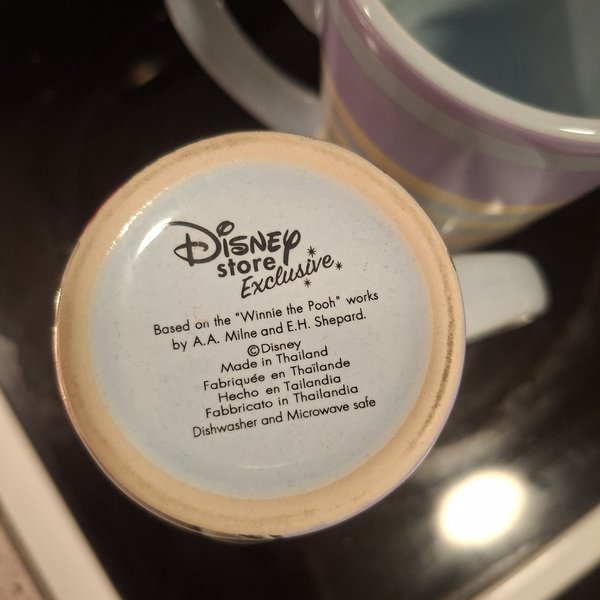 Disney
store
Exclusive
Based on the "Winnie the Pooh" works
by A.A. Milne and E.H. Shepard.
©Disney
Made in Thailand
Fabriquée en Thaïlande
Hecho en Tailandia
Fabbricato in Thailandia
Dishwasher and Microwave safe